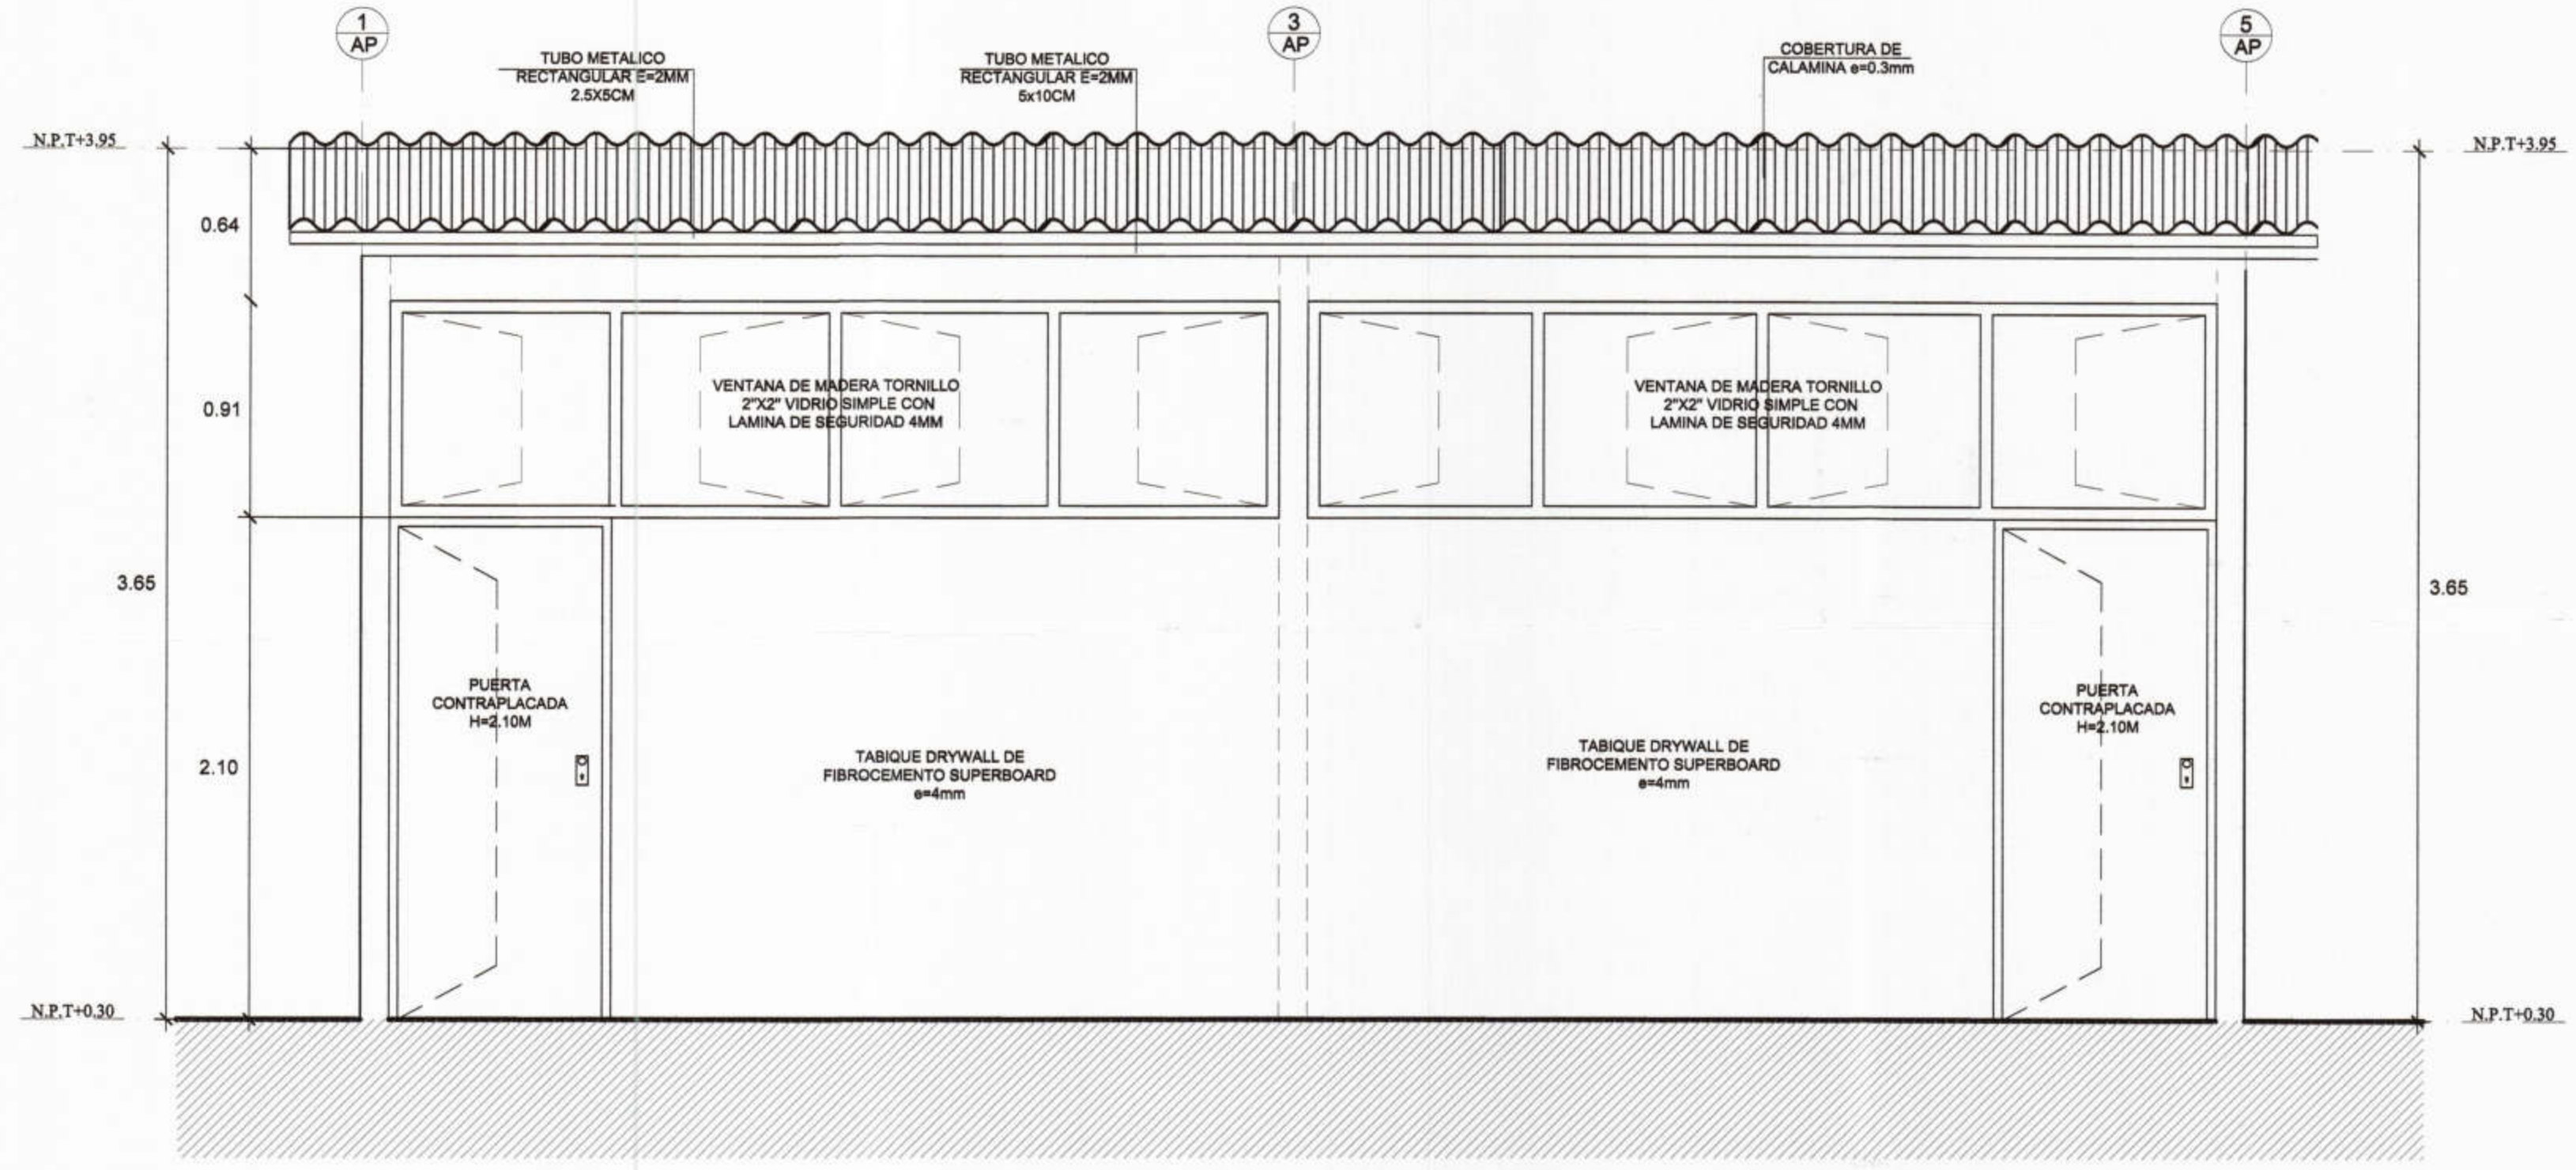 1
AP
3
AP
5
AP
TUBO METALICO
RECTANGULAR E=2MM
2.5X5CM
TUBO METALICO
RECTANGULAR E=2MM
5x10CM
COBERTURA DE
CALAMINA e=0.3mm
N.P.T+3.95
N.P.T+3.95
0.64
0.91
VENTANA DE MADERA TORNILLO
2"X2" VIDRIO SIMPLE CON
LAMINA DE SEGURIDAD 4MM
VENTANA DE MADERA TORNILLO
2"X2" VIDRIO SIMPLE CON
LAMINA DE SEGURIDAD 4MM
3.65
3.65
PUERTA
CONTRAPLACADA
H=2.10M
PUERTA
CONTRAPLACADA
H=2.10M
2.10
TABIQUE DRYWALL DE
FIBROCEMENTO SUPERBOARD
e=4mm
TABIQUE DRYWALL DE
FIBROCEMENTO SUPERBOARD
e=4mm
N.P.T+0.30
N.P.T+0.30